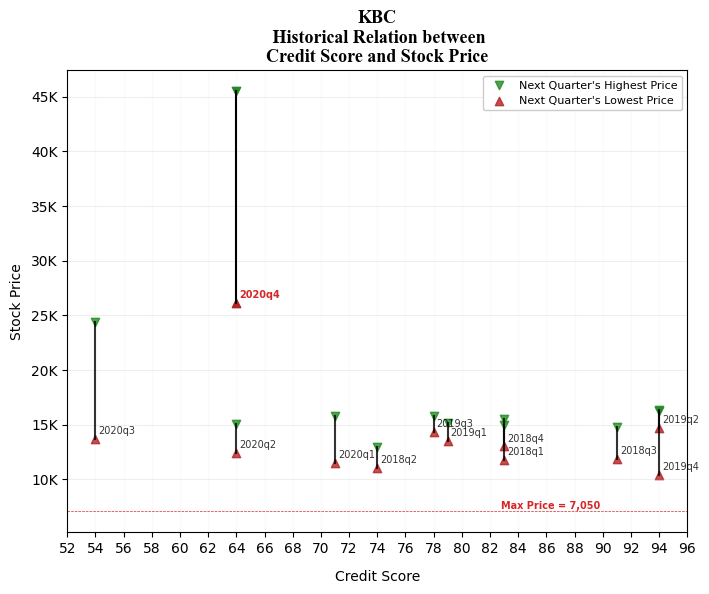 KBC
Historical Relation between
Credit Score and Stock Price
Next Quarter's Highest Price
Next Quarter's Lowest Price
45K
40K
35K
30K
25K
20K
15K
10K
Stock Price
2020q4
2020q3
2020q2
2020q1
2018q2
2019q3
2019q1
2018q4
2018q1
2018q3
2019q2
2019q4
Max Price = 7,050
52 54 56 58 60 62 64 66 68 70 72 74 76 78 80 82 84 86 88 90 92 94 96
Credit Score